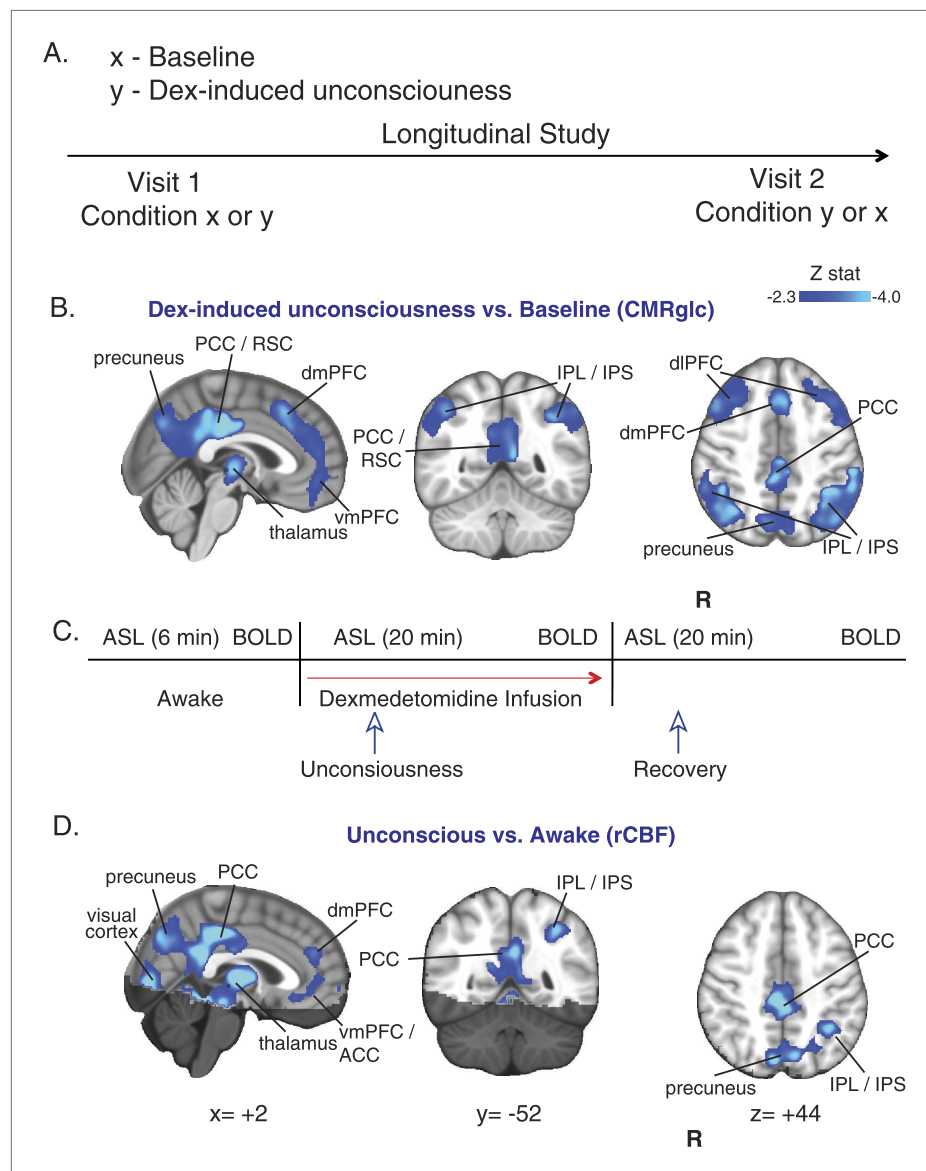 A.
x - Baseline
y - Dex-induced unconsciouness
Longitudinal Study
Visit 1
Condition x or y
Visit 2
Condition y or x
Z stat
-2.3 -4.0
B.
Dex-induced unconsciousness vs. Baseline (CMRglc)
precuneus
PCC / RSC
dmPFC
thalamus
vmPFC
IPL / IPS
PCC /
RSC
dlPFC
PCC
dmPFC
precuneus
IPL / IPS
R
C.
ASL (6 min) BOLD ASL (20 min) BOLD ASL (20 min) BOLD
Awake Dexmedetomidine Infusion
Unconsiousness Recovery
D.
Unconscious vs. Awake (rCBF)
precuneus
PCC
visual
cortex
dmPFC
thalamus
vmPFC /
ACC
IPL / IPS
PCC
PCC
precuneus
IPL / IPS
x= +2 y= -52 z= +44
R